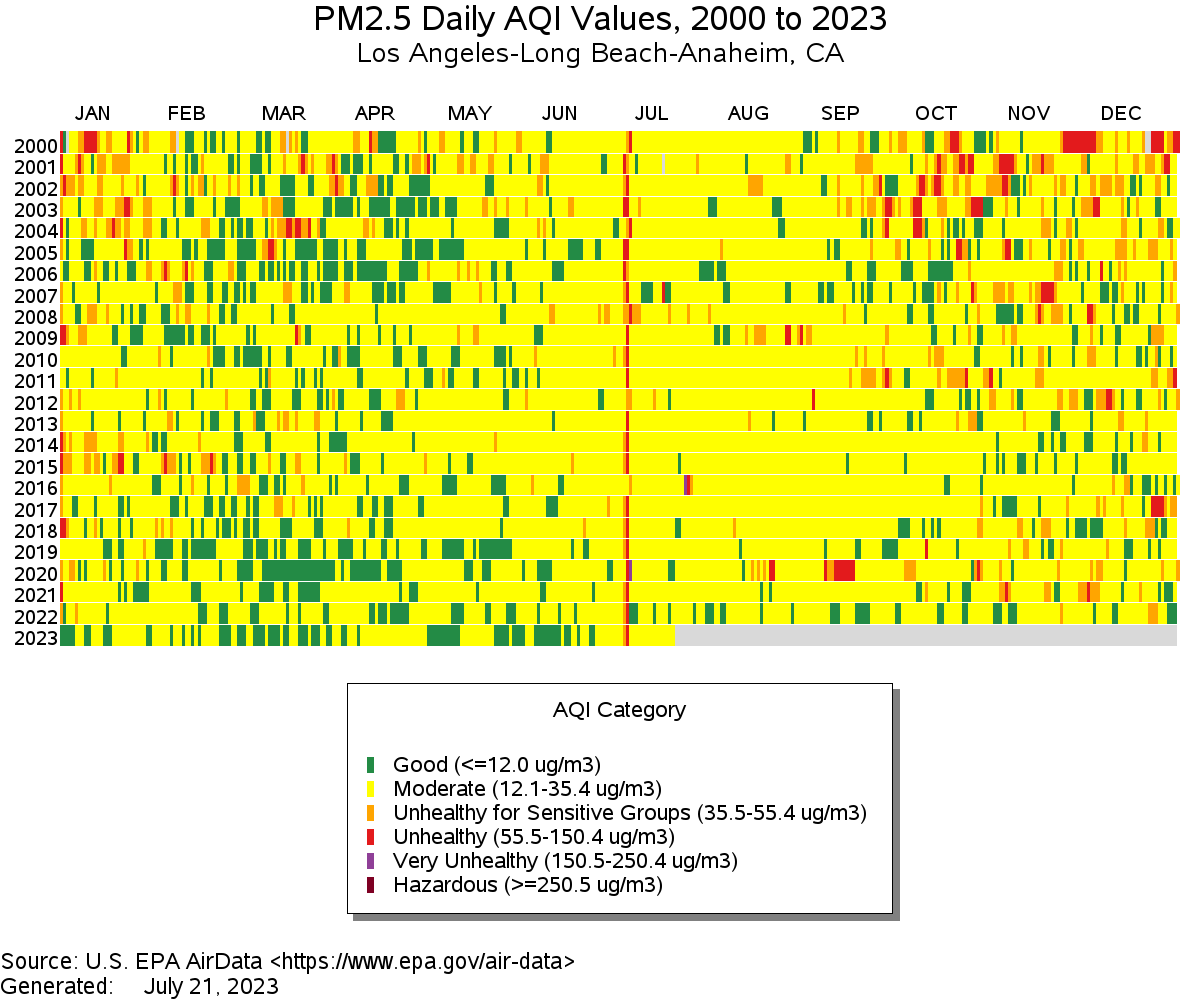 PM2.5 Daily AQI Values, 2000 to 2023
Los Angeles-Long Beach-Anaheim, CA
JAN FEB MAR APR MAY JUN JUL AUG SEP OCT NOV DEC
2000
2001
2002
2003
2004
2005
2006
2007
2008
2009
2010
2011
2012
2013
2014
2015
2016
2017
2018
2019
2020
2021
2022
2023
AQI Category
Good (<=12.0 ug/m3)
Moderate (12.1-35.4 ug/m3)
Unhealthy for Sensitive Groups (35.5-55.4 ug/m3)
Unhealthy (55.5-150.4 ug/m3)
Very Unhealthy (150.5-250.4 ug/m3)
Hazardous (>=250.5 ug/m3)
Source: U.S. EPA AirData <https://www.epa.gov/air-data>
Generated: July 21, 2023